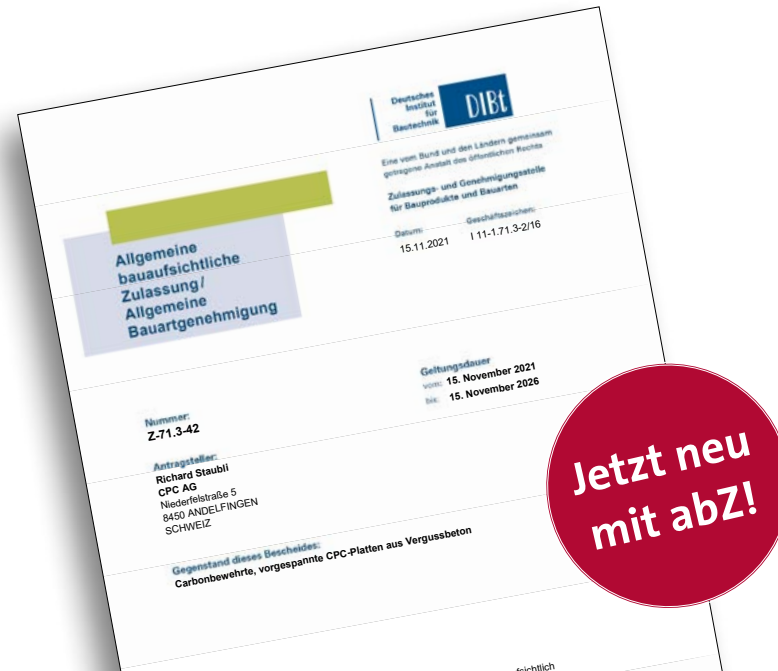 Deutsches
Institut
für
Bautechnik
DIBt
Eine vom Bund und den Ländern gemeinsam
getragene Anstalt des öffentlichen Rechts
Zulassungs- und Genehmigungsstelle
für Bauprodukte und Bauarten
Datum: Geschäftszeichen:
15.11.2021 I 11-1.71.3-2/16
Allgemeine
bauaufsichtliche
Zulassung/
Allgemeine
Bauartgenehmigung
Geltungsdauer
vom: 15. November 2021
bis: 15. November 2026
Nummer:
Z-71.3-42
Antragsteller:
Richard Staubli
CPC AG
Niederfelstraße 5
8450 ANDELFINGEN
SCHWEIZ
Gegenstand dieses Bescheides:
Carbonbewehrte, vorgespannte CPC-Platten aus Vergussbeton
Jetzt neu
mit abZ!